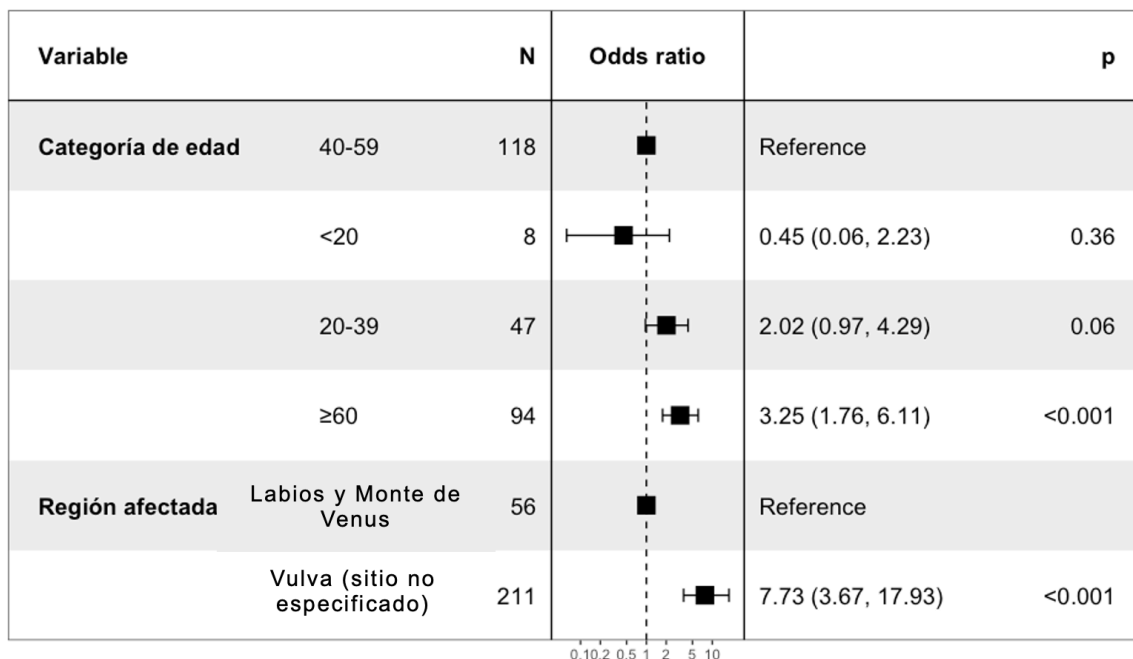 Variable N Odds ratio p
Categoría de edad 40-59 118 Reference
<20 8 0.45 (0.06, 2.23) 0.36
20-39 47 2.02 (0.97, 4.29) 0.06
≥60 94 3.25 (1.76, 6.11) <0.001
Región afectada Labios y Monte de Venus 56 Reference
Vulva (sitio no especificado) 211 7.73 (3.67, 17.93) <0.001
0.1 0.2 0.5 1 2 5 10